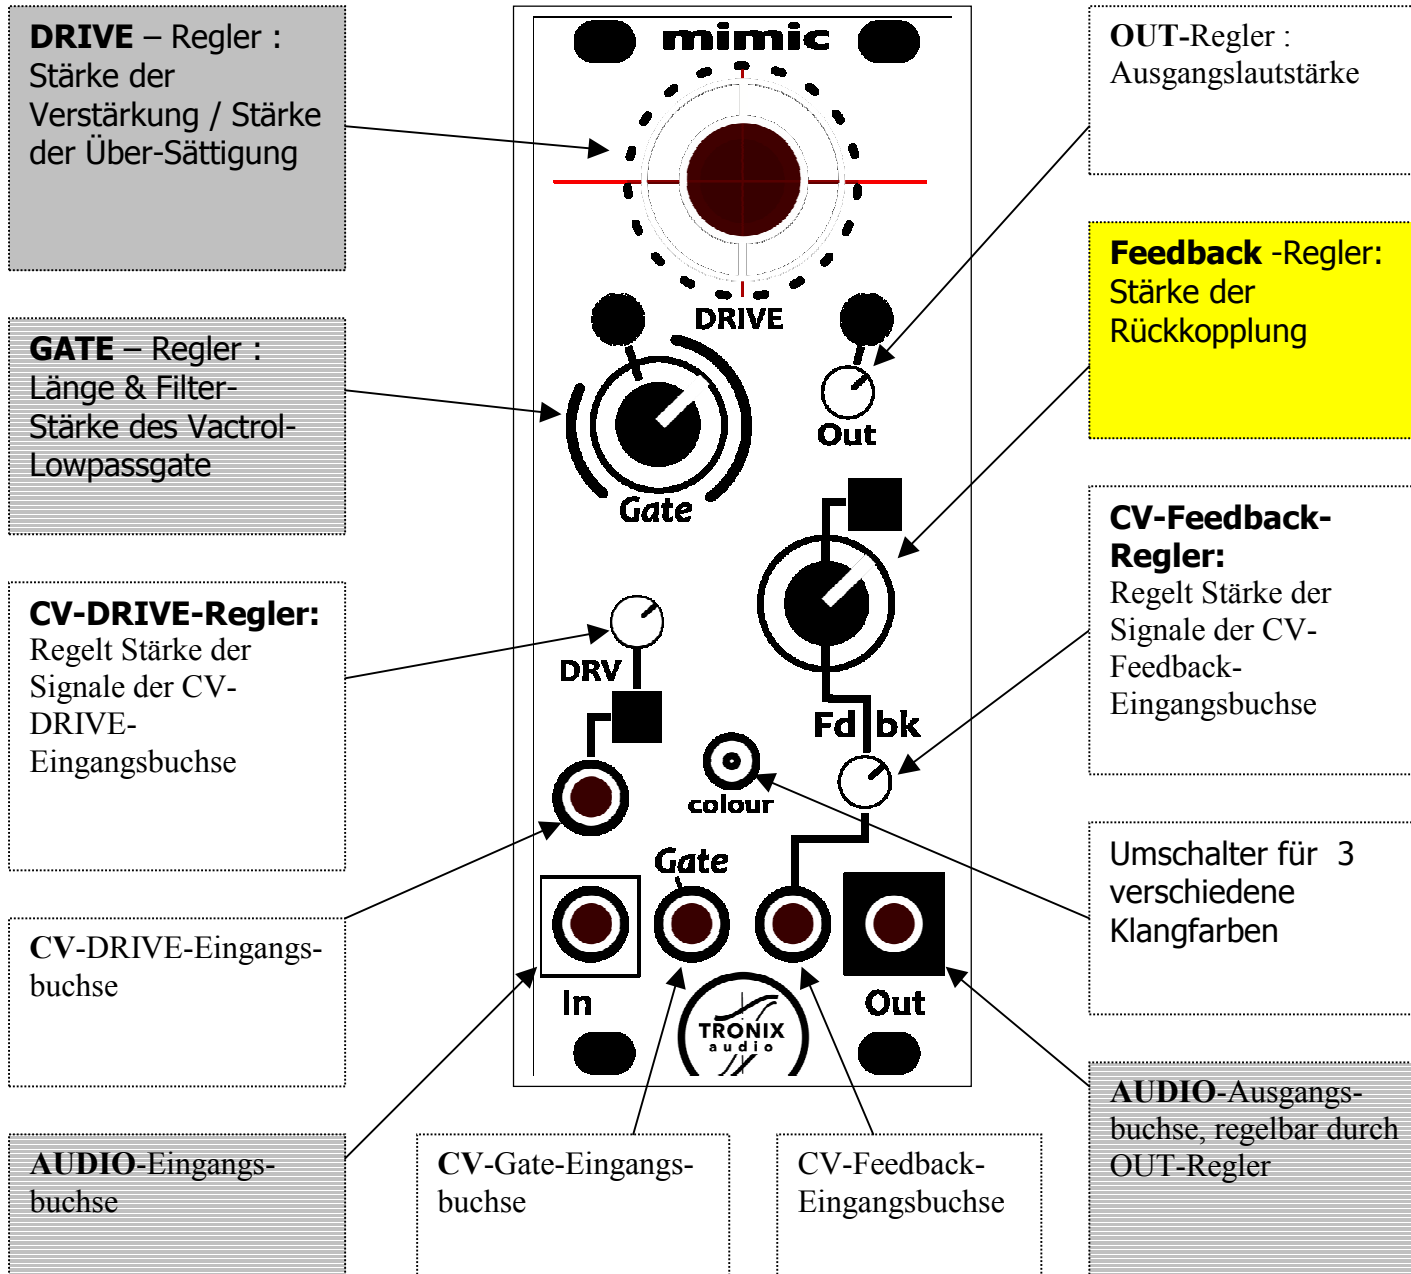 DRIVE – Regler :
Stärke der
Verstärkung / Stärke
der Über-Sättigung
GATE – Regler :
Länge & Filter-
Stärke des Vactrol-
Lowpassgate
CV-DRIVE-Regler:
Regelt Stärke der
Signale der CV-
DRIVE-
Eingangsbuchse
CV-DRIVE-Eingangs-
buchse
AUDIO-Eingangs-
buchse
mimic
DRIVE
Out
Gate
DRV
Fd bk
colour
Gate
In
Out
TRONIX
audio
CV-Gate-Eingangs-
buchse
CV-Feedback-
Eingangsbuchse
OUT-Regler :
Ausgangslautstärke
Feedback -Regler:
Stärke der
Rückkopplung
CV-Feedback-
Regler:
Regelt Stärke der
Signale der CV-
Feedback-
Eingangsbuchse
Umschalter für 3
verschiedene
Klangfarben
AUDIO-Ausgangs-
buchse, regelbar durch
OUT-Regler